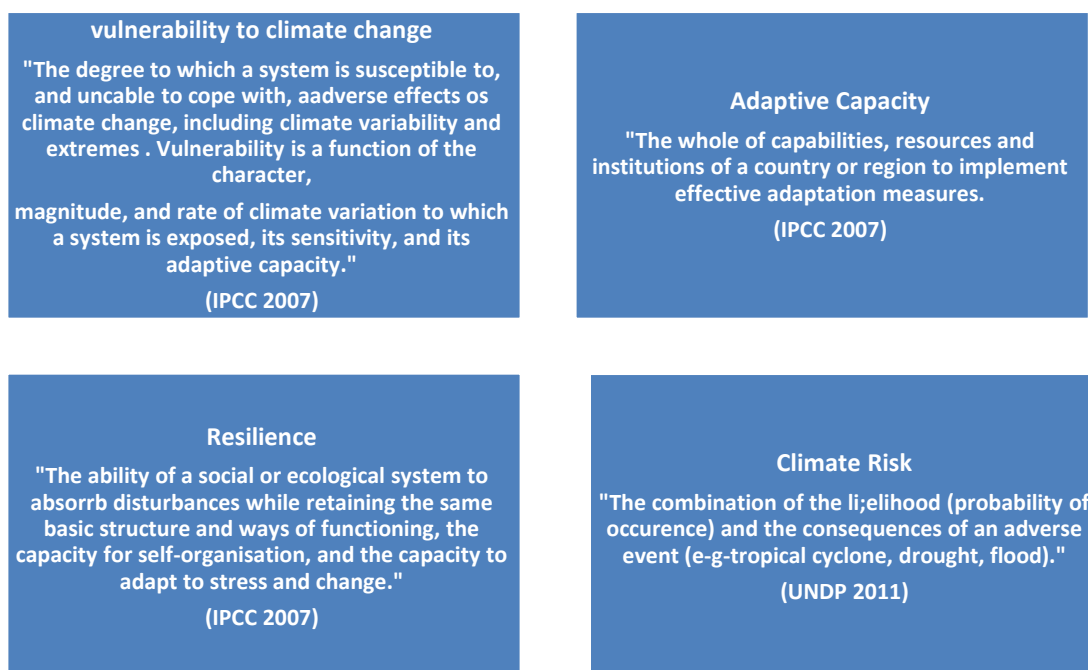 vulnerability to climate change
"The degree to which a system is susceptible to,
and uncable to cope with, aadverse effects os
climate change, including climate variability and
extremes . Vulnerability is a function of the
character,
magnitude, and rate of climate variation to which
a system is exposed, its sensitivity, and its
adaptive capacity."
(IPCC 2007)
Adaptive Capacity
"The whole of capabilities, resources and
institutions of a country or region to implement
effective adaptation measures.
(IPCC 2007)
Resilience
"The ability of a social or ecological system to
absorrb disturbances while retaining the same
basic structure and ways of functioning, the
capacity for self-organisation, and the capacity to
adapt to stress and change."
(IPCC 2007)
Climate Risk
"The combination of the li;elihood (probability of
occurence) and the consequences of an adverse
event (e-g-tropical cyclone, drought, flood)."
(UNDP 2011)